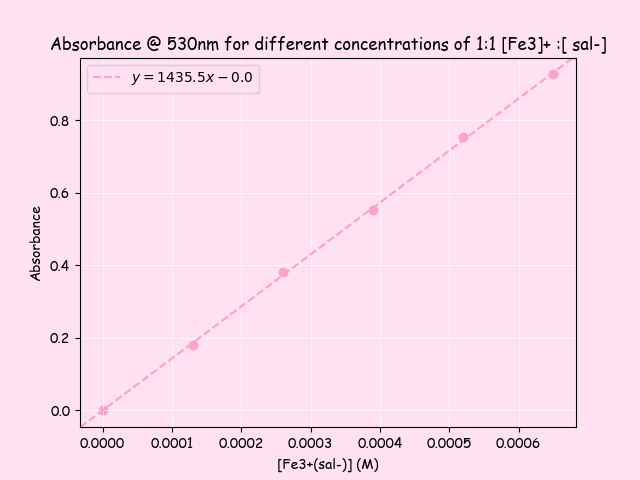 Absorbance @ 530nm for different concentrations of 1:1 [Fe3]+ :[ sal-]
y = 1435.5x − 0.0
0.8
0.6
0.4
0.2
0.0
Absorbance
0.0000 0.0001 0.0002 0.0003 0.0004 0.0005 0.0006
[Fe3+(sal-)] (M)